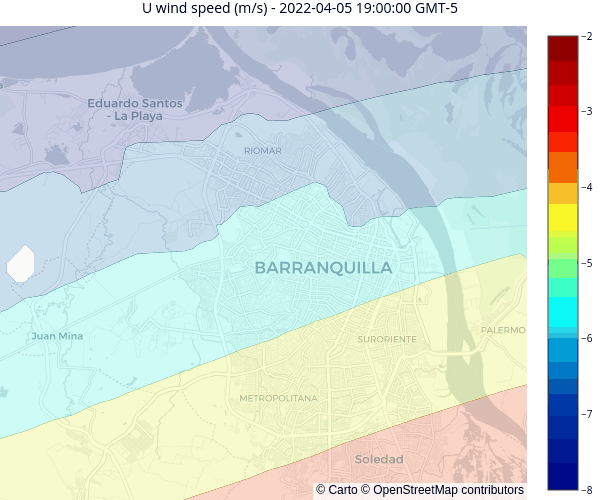 U wind speed (m/s) - 2022-04-05 19:00:00 GMT-5
−2
−3
−4
−5
−6
−7
−8
Eduardo Santos
- La Playa
RIOMAR
BARRANQUILLA
Juan Mina
SURORIENTE
PALERMO
METROPOLITANA
Soledad
© Carto © OpenStreetMap contributors